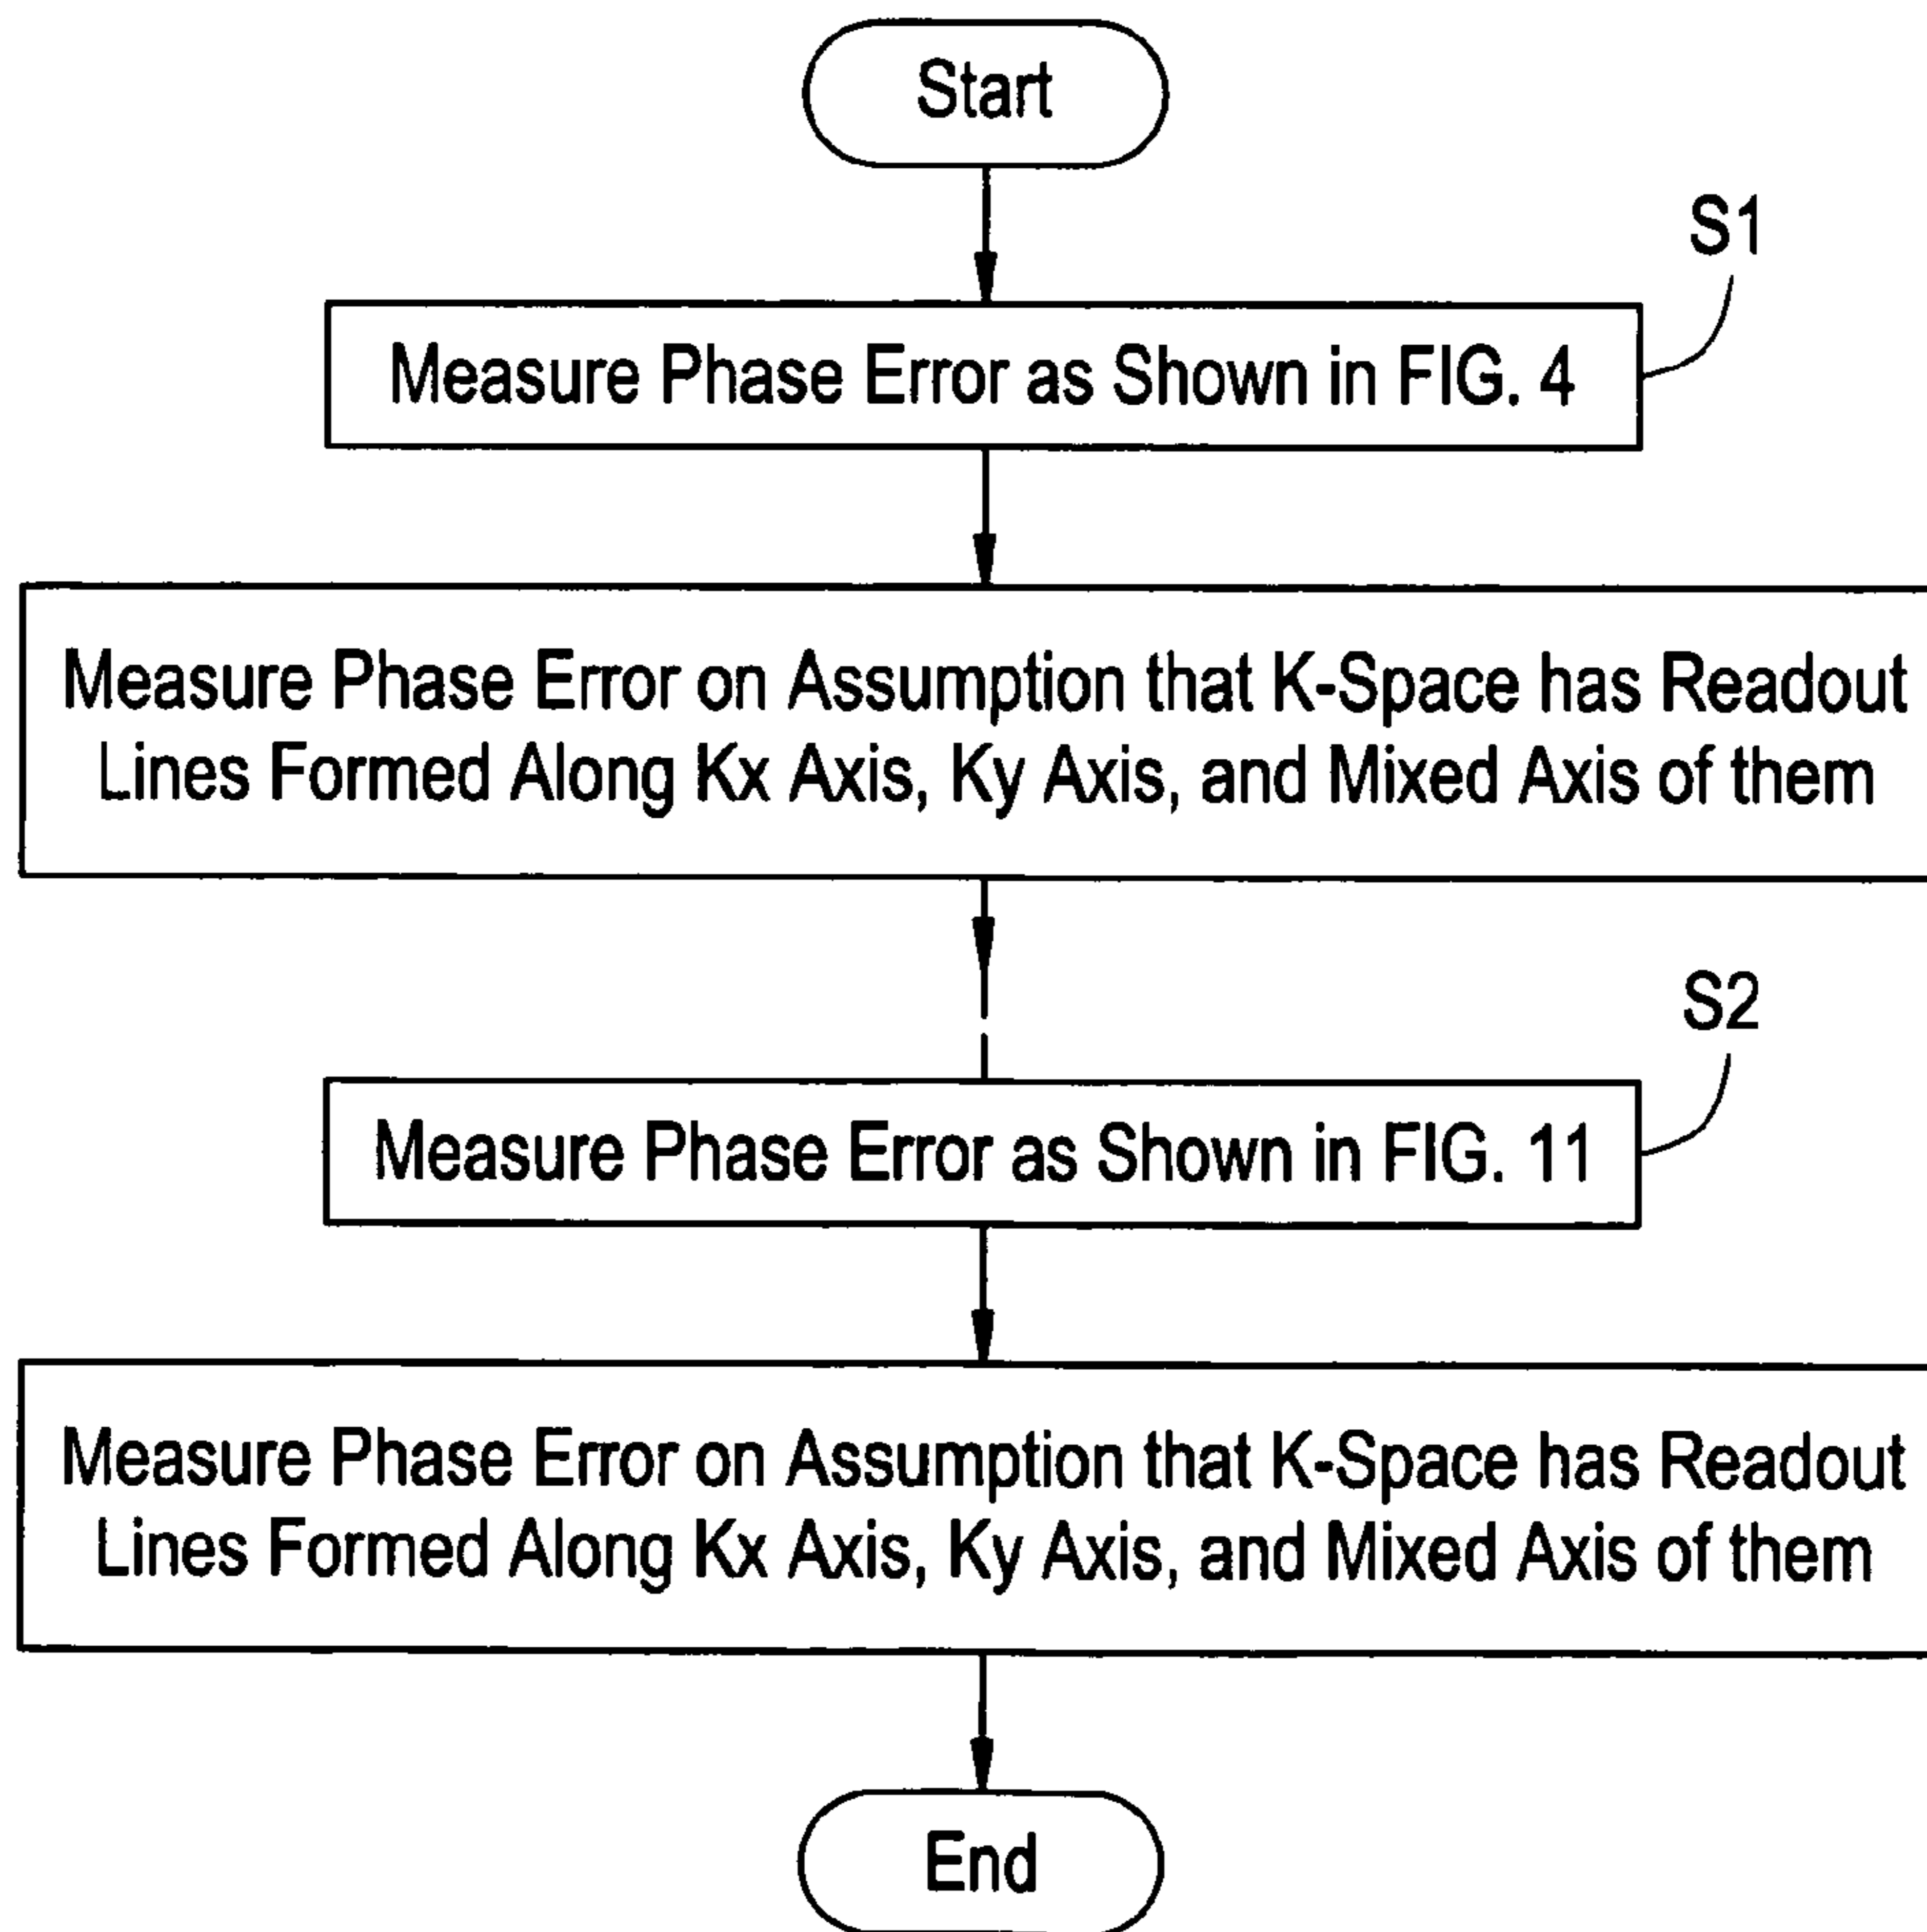 Start
S1
Measure Phase Error as Shown in FIG. 4
Measure Phase Error on Assumption that K-Space has Readout
Lines Formed Along Kx Axis, Ky Axis, and Mixed Axis of them
S2
Measure Phase Error as Shown in FIG. 11
Measure Phase Error on Assumption that K-Space has Readout
Lines Formed Along Kx Axis, Ky Axis, and Mixed Axis of them
End